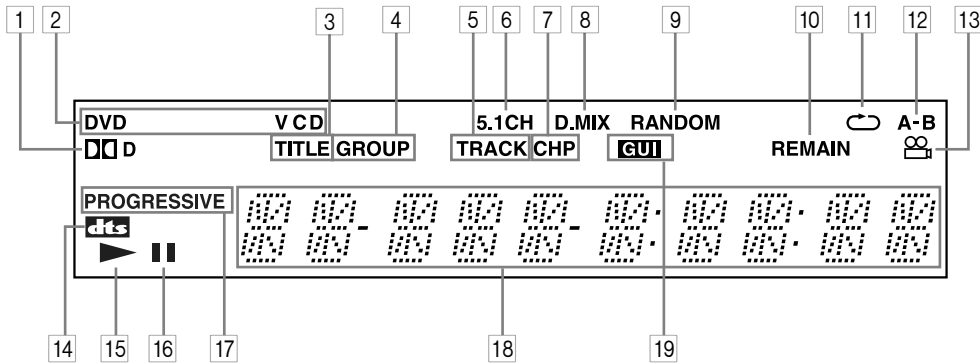 1 2 3 4 5 6 7 8 9 10 11 12 13
DVD VCD 5.1CH D.MIX RANDOM A-B
D TITLE GROUP TRACK CHP GUI REMAIN
PROGRESSIVE
dts
14 15 16 17 18 19